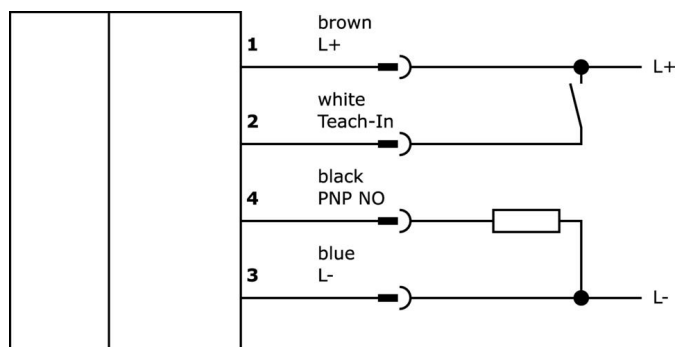 brown
1 L+
L+
white
2 Teach-In
black
4 PNP NO
blue
3 L-
L-